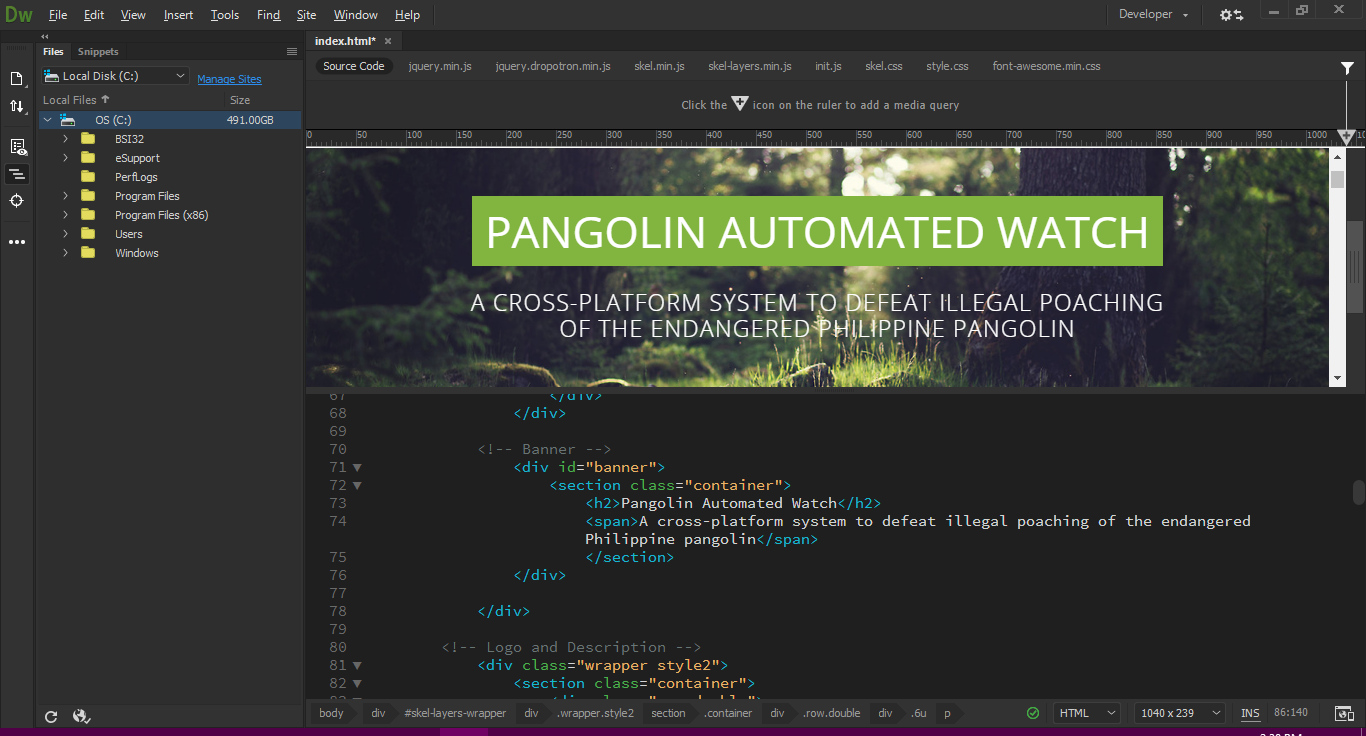 Dw File Edit View Insert Tools Find Site Window Help Developer
Files Snippets
index.html*
Local Disk (C:) Manage Sites
Source Code jquery.min.js jquery.dropotron.min.js skel.min.js skel-layers.min.js init.js skel.css style.css font-awesome.min.css
Local Files Size
Click the icon on the ruler to add a media query
OS (C:) 491.00GB
BSI32
eSupport
PerfLogs
Program Files
Program Files (x86)
Users
Windows
0 50 100 150 200 250 300 350 400 450 500 550 600 650 700 750 800 850 900 950 1000
PANGOLIN AUTOMATED WATCH
A CROSS-PLATFORM SYSTEM TO DEFEAT ILLEGAL POACHING
OF THE ENDANGERED PHILIPPINE PANGOLIN
67 </div>
68 </div>
69
70 <!-- Banner -->
71 <div id="banner">
72 <section class="container">
73 <h2>Pangolin Automated Watch</h2>
74 <span>A cross-platform system to defeat illegal poaching of the endangered
Philippine pangolin</span>
75 </section>
76 </div>
77
78 </div>
79
80 <!-- Logo and Description -->
81 <div class="wrapper style2">
82 <section class="container">
body div #skel-layers-wrapper div .wrapper.style2 section .container div .row.double div .6u p HTML 1040 x 239 INS 86:140